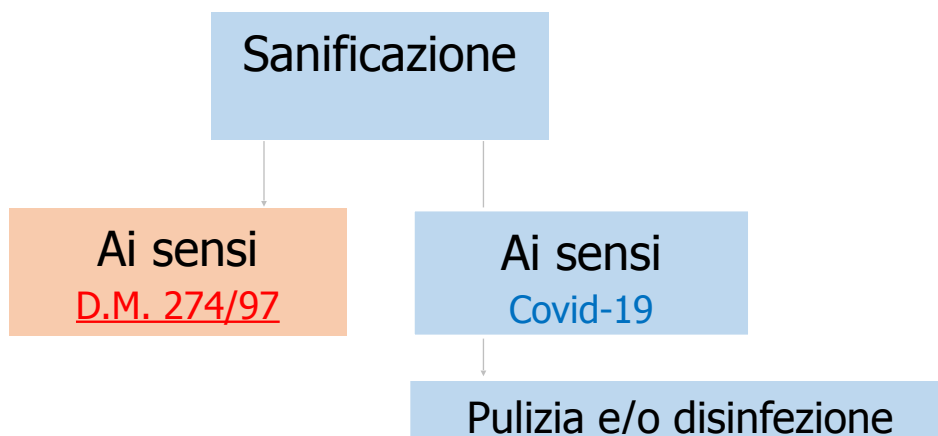 Sanificazione
Ai sensi
D.M. 274/97
Ai sensi
Covid-19
Pulizia e/o disinfezione